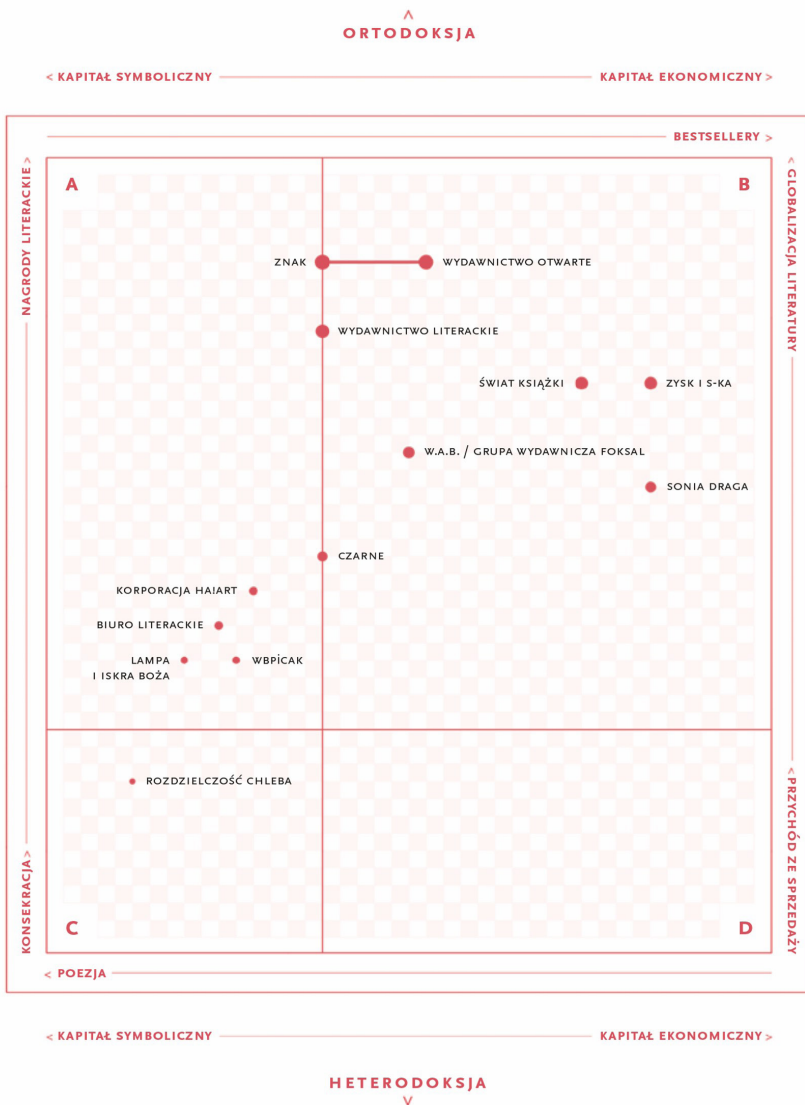 ^
ORTODOKSJA
< KAPITAŁ SYMBOLICZNY
KAPITAŁ EKONOMICZNY >
BESTSELLERY >
NAGRODY LITERACKIE >
KONSEKRACJA >
< GLOBALIZACJA LITERATURY
< PRZYCHÓD ZE SPRZEDAŻY
A
B
ZNAK
WYDAWNICTWO OTWARTE
WYDAWNICTWO LITERACKIE
ŚWIAT KSIĄŻKI
ZYSK I S-KA
W.A.B. / GRUPA WYDAWNICZA FOKSAL
SONIA DRAGA
CZARNE
KORPORACJA HA!ART
BIURO LITERACKIE
LAMPA
I ISKRA BOŻA
WBPiCAK
ROZDZIELCZOŚĆ CHLEBA
C
D
< POEZJA
< KAPITAŁ SYMBOLICZNY
KAPITAŁ EKONOMICZNY >
HETERODOKSJA
v